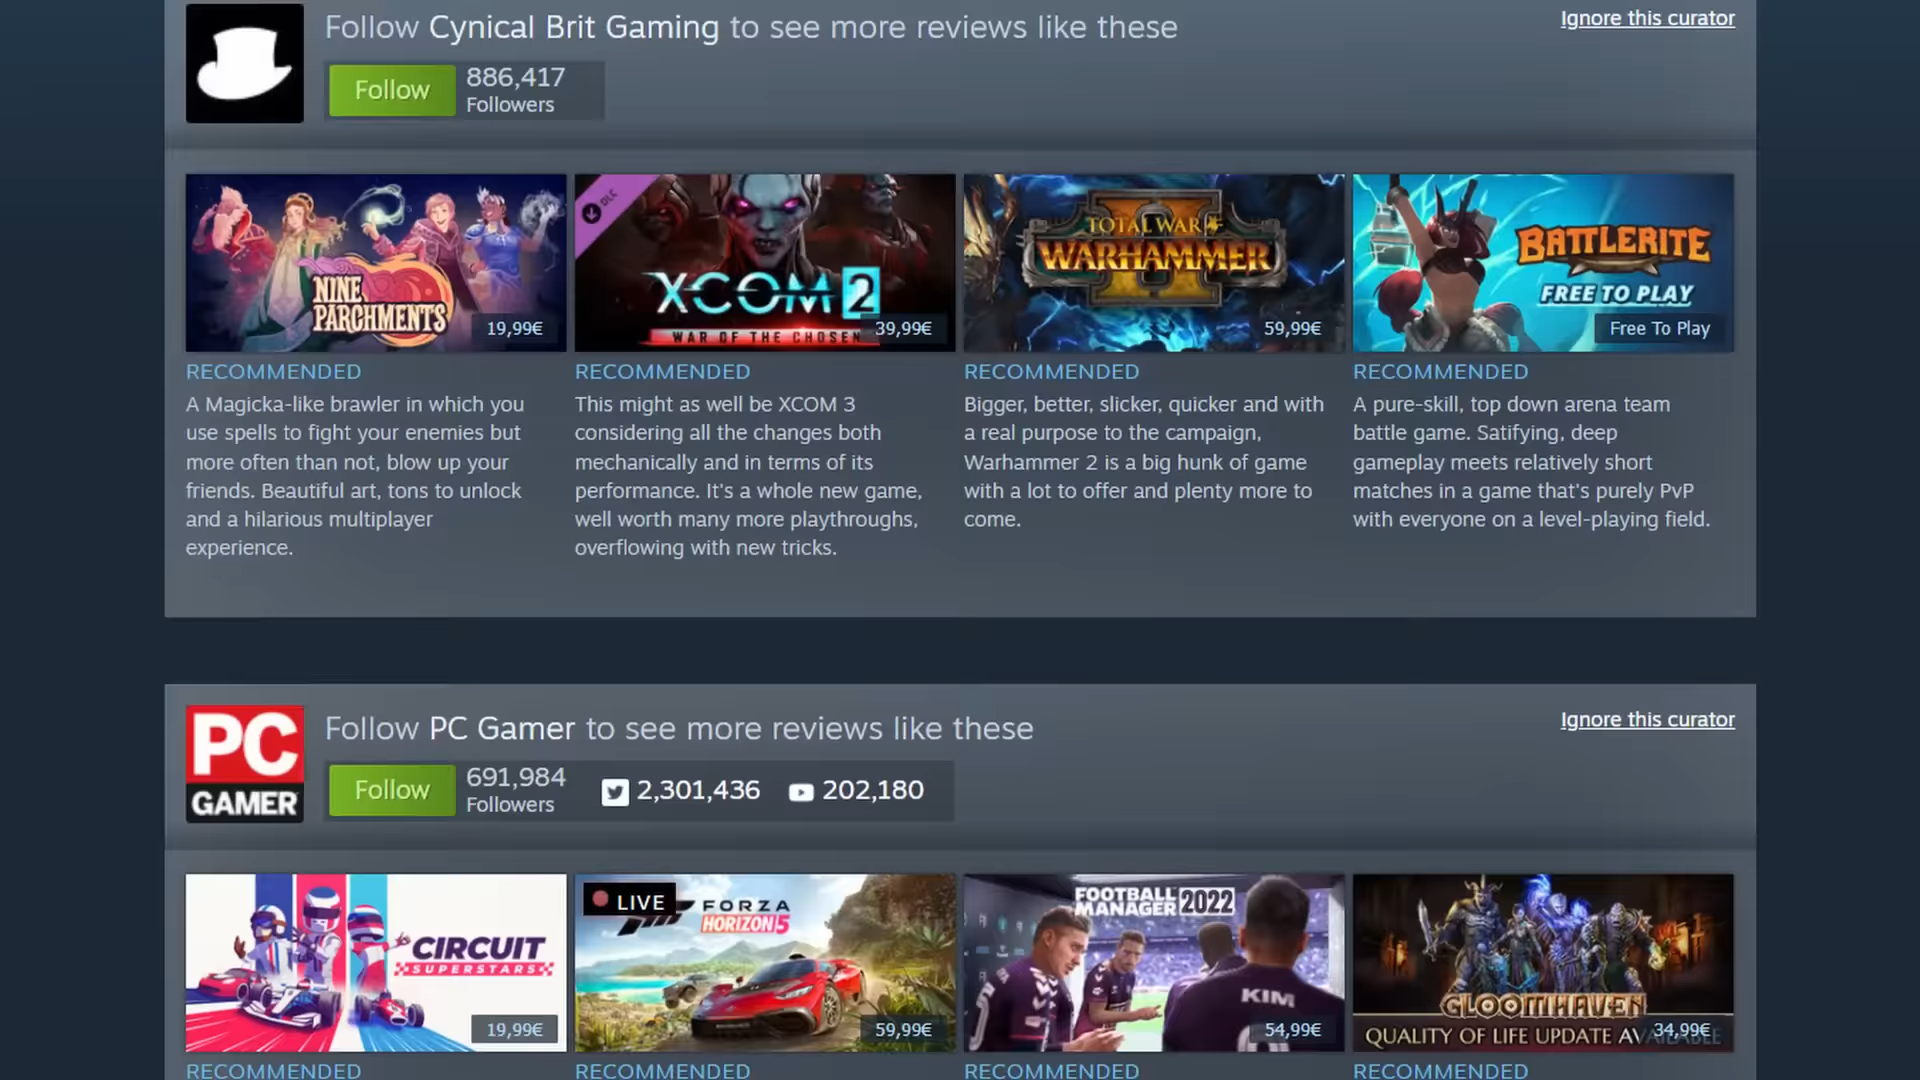 Follow Cynical Brit Gaming to see more reviews like these
Ignore this curator
Follow
886,417
Followers
NINE
PARCHMENTS
19,99€
DLC
XCOM 2
WAR OF THE CHOSEN
39,99€
TOTAL WAR
WARHAMMER
II
59,99€
BATTLERITE
FREE TO PLAY
Free To Play
RECOMMENDED
A Magicka-like brawler in which you
use spells to fight your enemies but
more often than not, blow up your
friends. Beautiful art, tons to unlock
and a hilarious multiplayer
experience.
RECOMMENDED
This might as well be XCOM 3
considering all the changes both
mechanically and in terms of its
performance. It's a whole new game,
well worth many more playthroughs,
overflowing with new tricks.
RECOMMENDED
Bigger, better, slicker, quicker and with
a real purpose to the campaign,
Warhammer 2 is a big hunk of game
with a lot to offer and plenty more to
come.
RECOMMENDED
A pure-skill, top down arena team
battle game. Satifying, deep
gameplay meets relatively short
matches in a game that's purely PvP
with everyone on a level-playing field.
PC
GAMER
Follow PC Gamer to see more reviews like these
Ignore this curator
Follow
691,984
Followers
2,301,436
202,180
CIRCUIT
SUPERSTARS
19,99€
LIVE
FORZA
HORIZON 5
59,99€
FOOTBALL
MANAGER 2022
KIM
54,99€
GLOOMHAVEN
QUALITY OF LIFE UPDATE AVAILABLE
34,99€
RECOMMENDED
RECOMMENDED
RECOMMENDED
RECOMMENDED